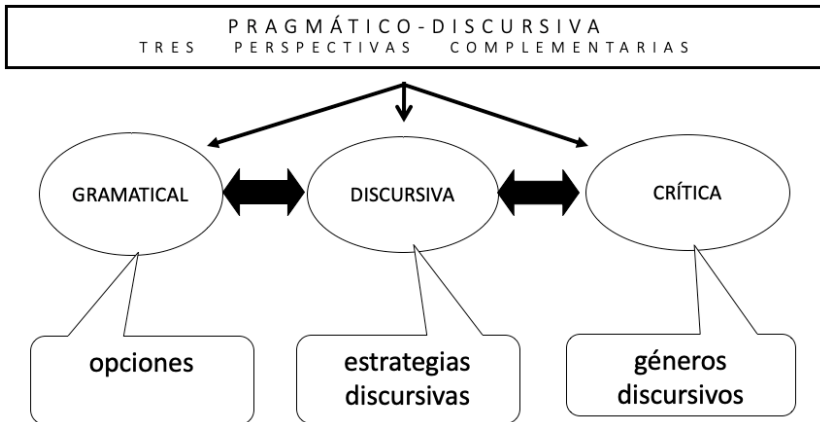 PRAGMÁTICO-DISCURSIVA
TRES PERSPECTIVAS COMPLEMENTARIAS
GRAMATICAL
DISCURSIVA
CRÍTICA
opciones
estrategias
discursivas
géneros
discursivos